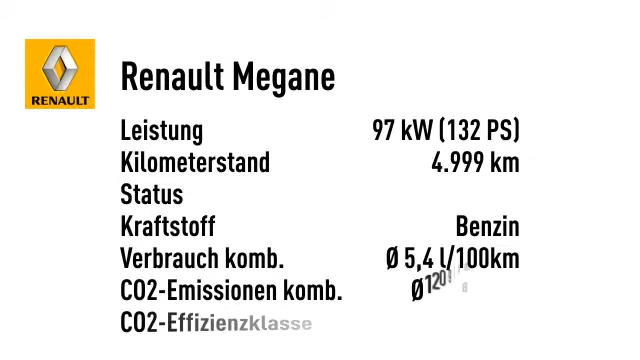 RENAULT
Renault Megane
Leistung 97 kW (132 PS)
Kilometerstand 4.999 km
Status
Kraftstoff Benzin
Verbrauch komb. Ø 5,4 l/100km
CO2-Emissionen komb. Ø 120
CO2-Effizienzklasse